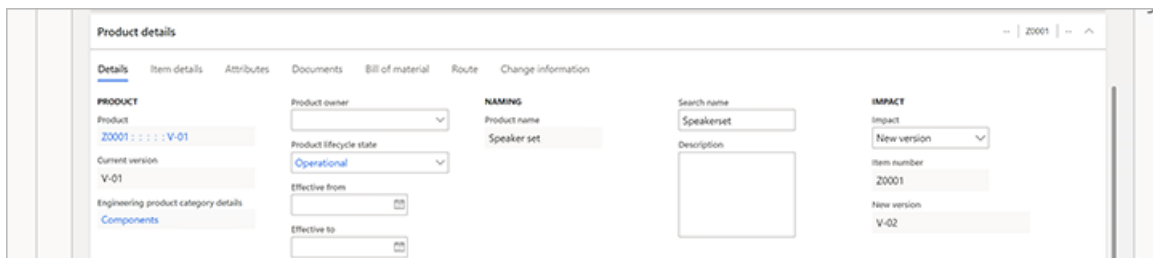 Product details
-- | Z0001 | --
Details Item details Attributes Documents Bill of material Route Change information
PRODUCT
Product
Z0001 : : : : : V-01
Current version
V-01
Engineering product category details
Components
Product owner
Product lifecycle state
Operational
Effective from
Effective to
NAMING
Product name
Speaker set
Search name
Speakerset
Description
IMPACT
Impact
New version
Item number
Z0001
New version
V-02